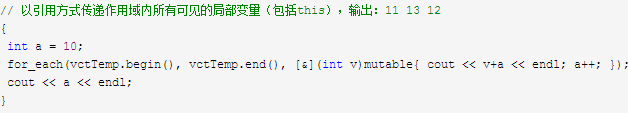 // 以引用方式传递作用域内所有可见的局部变量（包括this），输出：11 13 12
{
int a = 10;
for_each(vctTemp.begin(), vctTemp.end(), [&](int v)mutable{ cout << v+a << endl; a++; });
cout << a << endl;
}